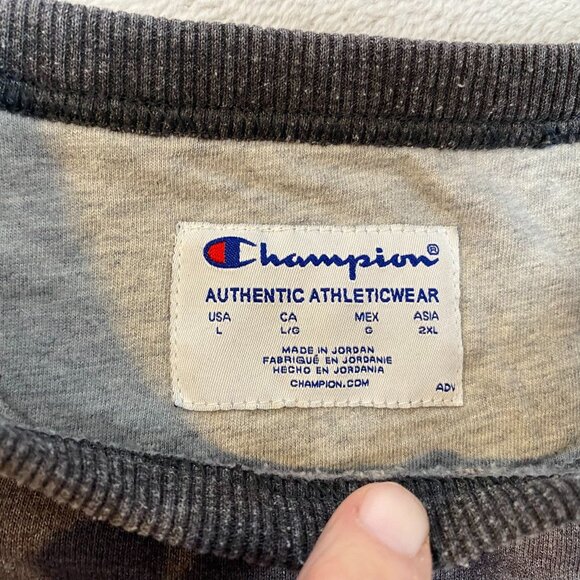 Champion®
AUTHENTIC ATHLETICWEAR
USA CA MEX ASIA
L L/G G 2XL
MADE IN JORDAN
FABRIQUÉ EN JORDANIE
HECHO EN JORDANIA
CHAMPION.COM
ADV